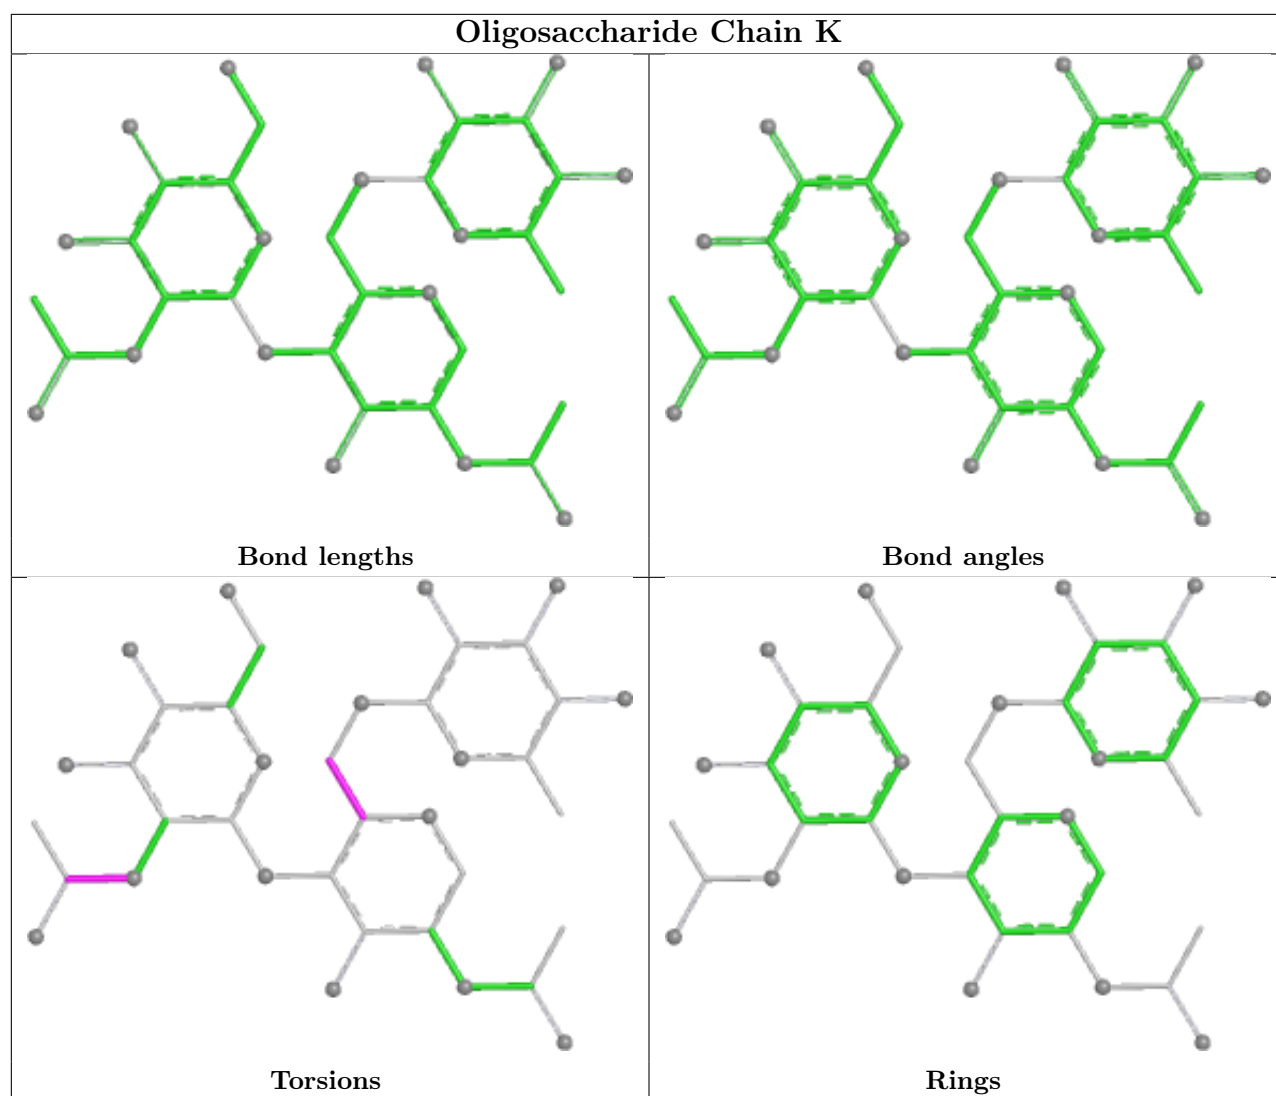 Oligosaccharide Chain K
Bond lengths
Bond angles
Torsions
Rings